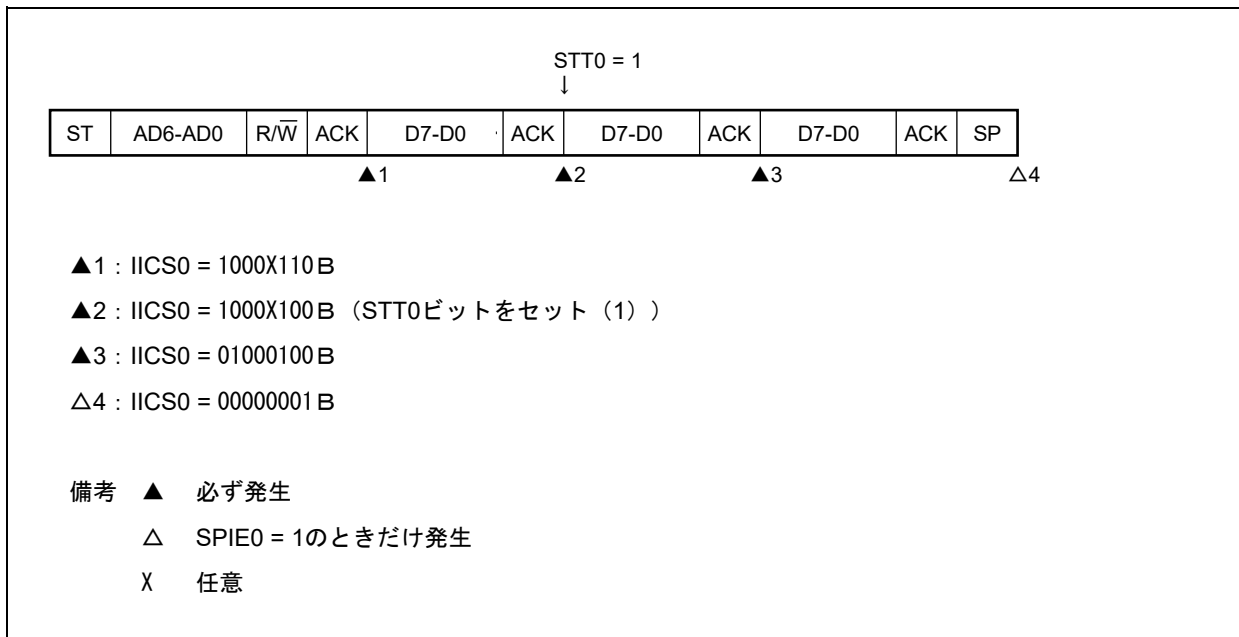 STT0 = 1
↓
ST AD6-AD0 R/W̅ ACK D7-D0 ACK D7-D0 ACK D7-D0 ACK SP
▲1 ▲2 ▲3 △4
▲1 : IICS0 = 1000X110B
▲2 : IICS0 = 1000X100B（STT0ビットをセット（1））
▲3 : IICS0 = 01000100B
△4 : IICS0 = 00000001B
備考 ▲ 必ず発生
△ SPIE0 = 1のときだけ発生
X 任意